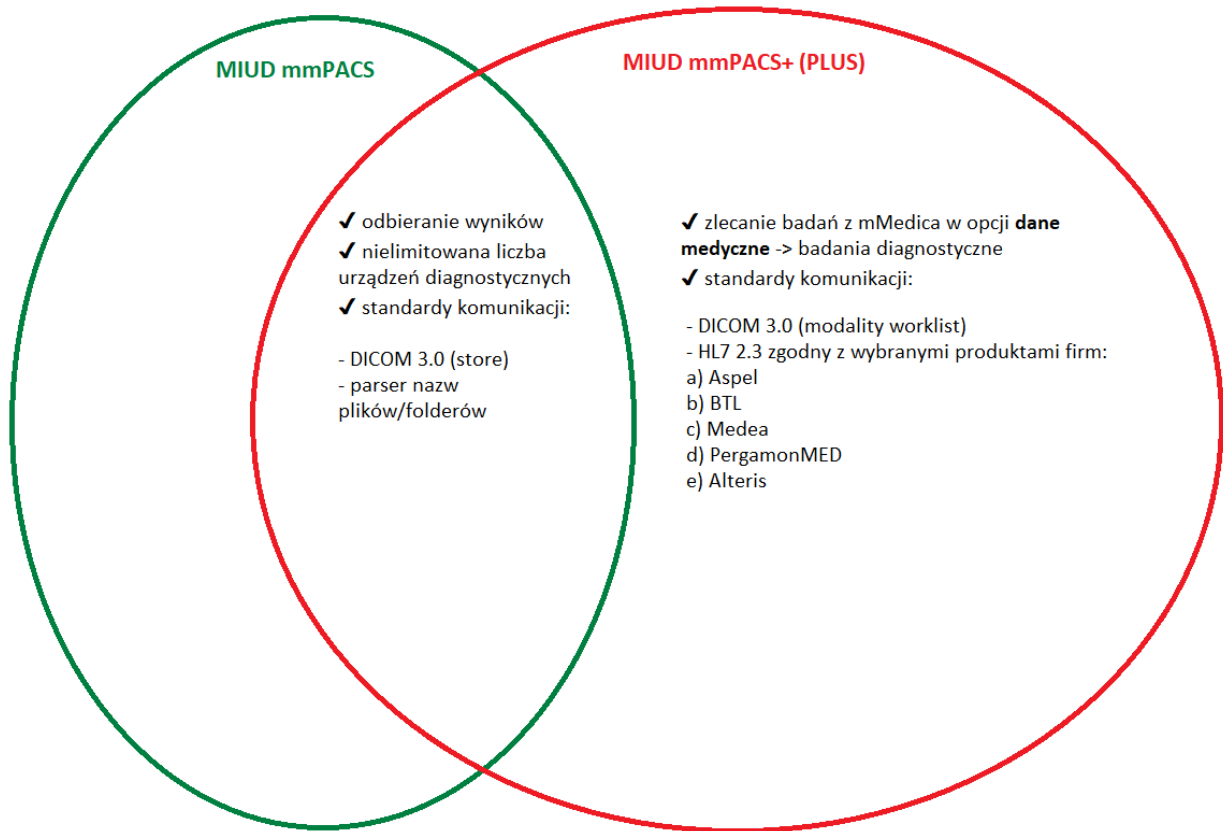 MIUD mmPACS
MIUD mmPACS+ (PLUS)
✔ odbieranie wyników
✔ nielimitowana liczba
urządzeń diagnostycznych
✔ standardy komunikacji:
- DICOM 3.0 (store)
- parser nazw
plików/folderów
✔ zlecanie badań z mMedica w opcji dane
medyczne -> badania diagnostyczne
✔ standardy komunikacji:
- DICOM 3.0 (modality worklist)
- HL7 2.3 zgodny z wybranymi produktami firm:
a) Aspel
b) BTL
c) Medea
d) PergamonMED
e) Alteris